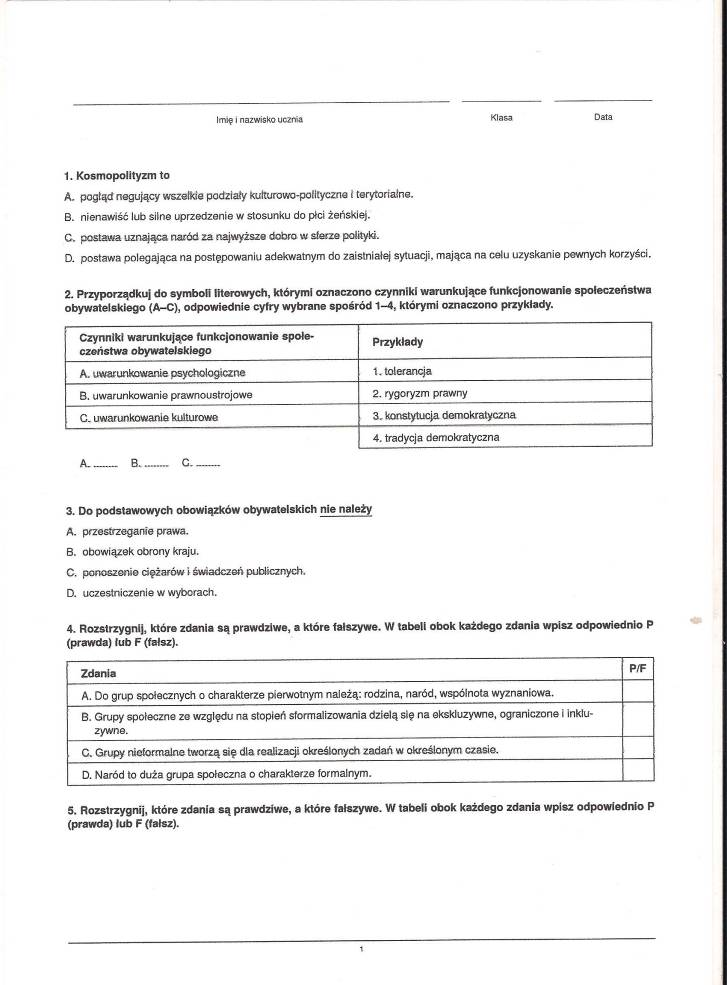 Imię i nazwisko ucznia Klasa Data
1. Kosmopolityzm to
A. pogląd negujący wszelkie podziały kulturowo-polityczne i terytorialne.
B. nienawiść lub silne uprzedzenie w stosunku do płci żeńskiej.
C. postawa uznająca naród za najwyższe dobro w sferze polityki.
D. postawa polegająca na postępowaniu adekwatnym do zaistniałej sytuacji, mająca na celu uzyskanie pewnych korzyści.
2. Przyporządkuj do symboli literowych, którymi oznaczono czynniki warunkujące funkcjonowanie społeczeństwa
obywatelskiego (A–C), odpowiednie cyfry wybrane spośród 1–4, którymi oznaczono przykłady.
Czynniki warunkujące funkcjonowanie społe-
czeństwa obywatelskiego
Przykłady
A. uwarunkowanie psychologiczne
1. tolerancja
B. uwarunkowanie prawnoustrojowe
2. rygoryzm prawny
C. uwarunkowanie kulturowe
3. konstytucja demokratyczna
4. tradycja demokratyczna
A. ........ B. ........ C. ........
3. Do podstawowych obowiązków obywatelskich nie należy
A. przestrzeganie prawa.
B. obowiązek obrony kraju.
C. ponoszenie ciężarów i świadczeń publicznych.
D. uczestniczenie w wyborach.
4. Rozstrzygnij, które zdania są prawdziwe, a które fałszywe. W tabeli obok każdego zdania wpisz odpowiednio P
(prawda) lub F (fałsz).
Zdania P/F
A. Do grup społecznych o charakterze pierwotnym należą: rodzina, naród, wspólnota wyznaniowa.
B. Grupy społeczne ze względu na stopień sformalizowania dzielą się na ekskluzywne, ograniczone i inklu-
zywne.
C. Grupy nieformalne tworzą się dla realizacji określonych zadań w określonym czasie.
D. Naród to duża grupa społeczna o charakterze formalnym.
5. Rozstrzygnij, które zdania są prawdziwe, a które fałszywe. W tabeli obok każdego zdania wpisz odpowiednio P
(prawda) lub F (fałsz).
1